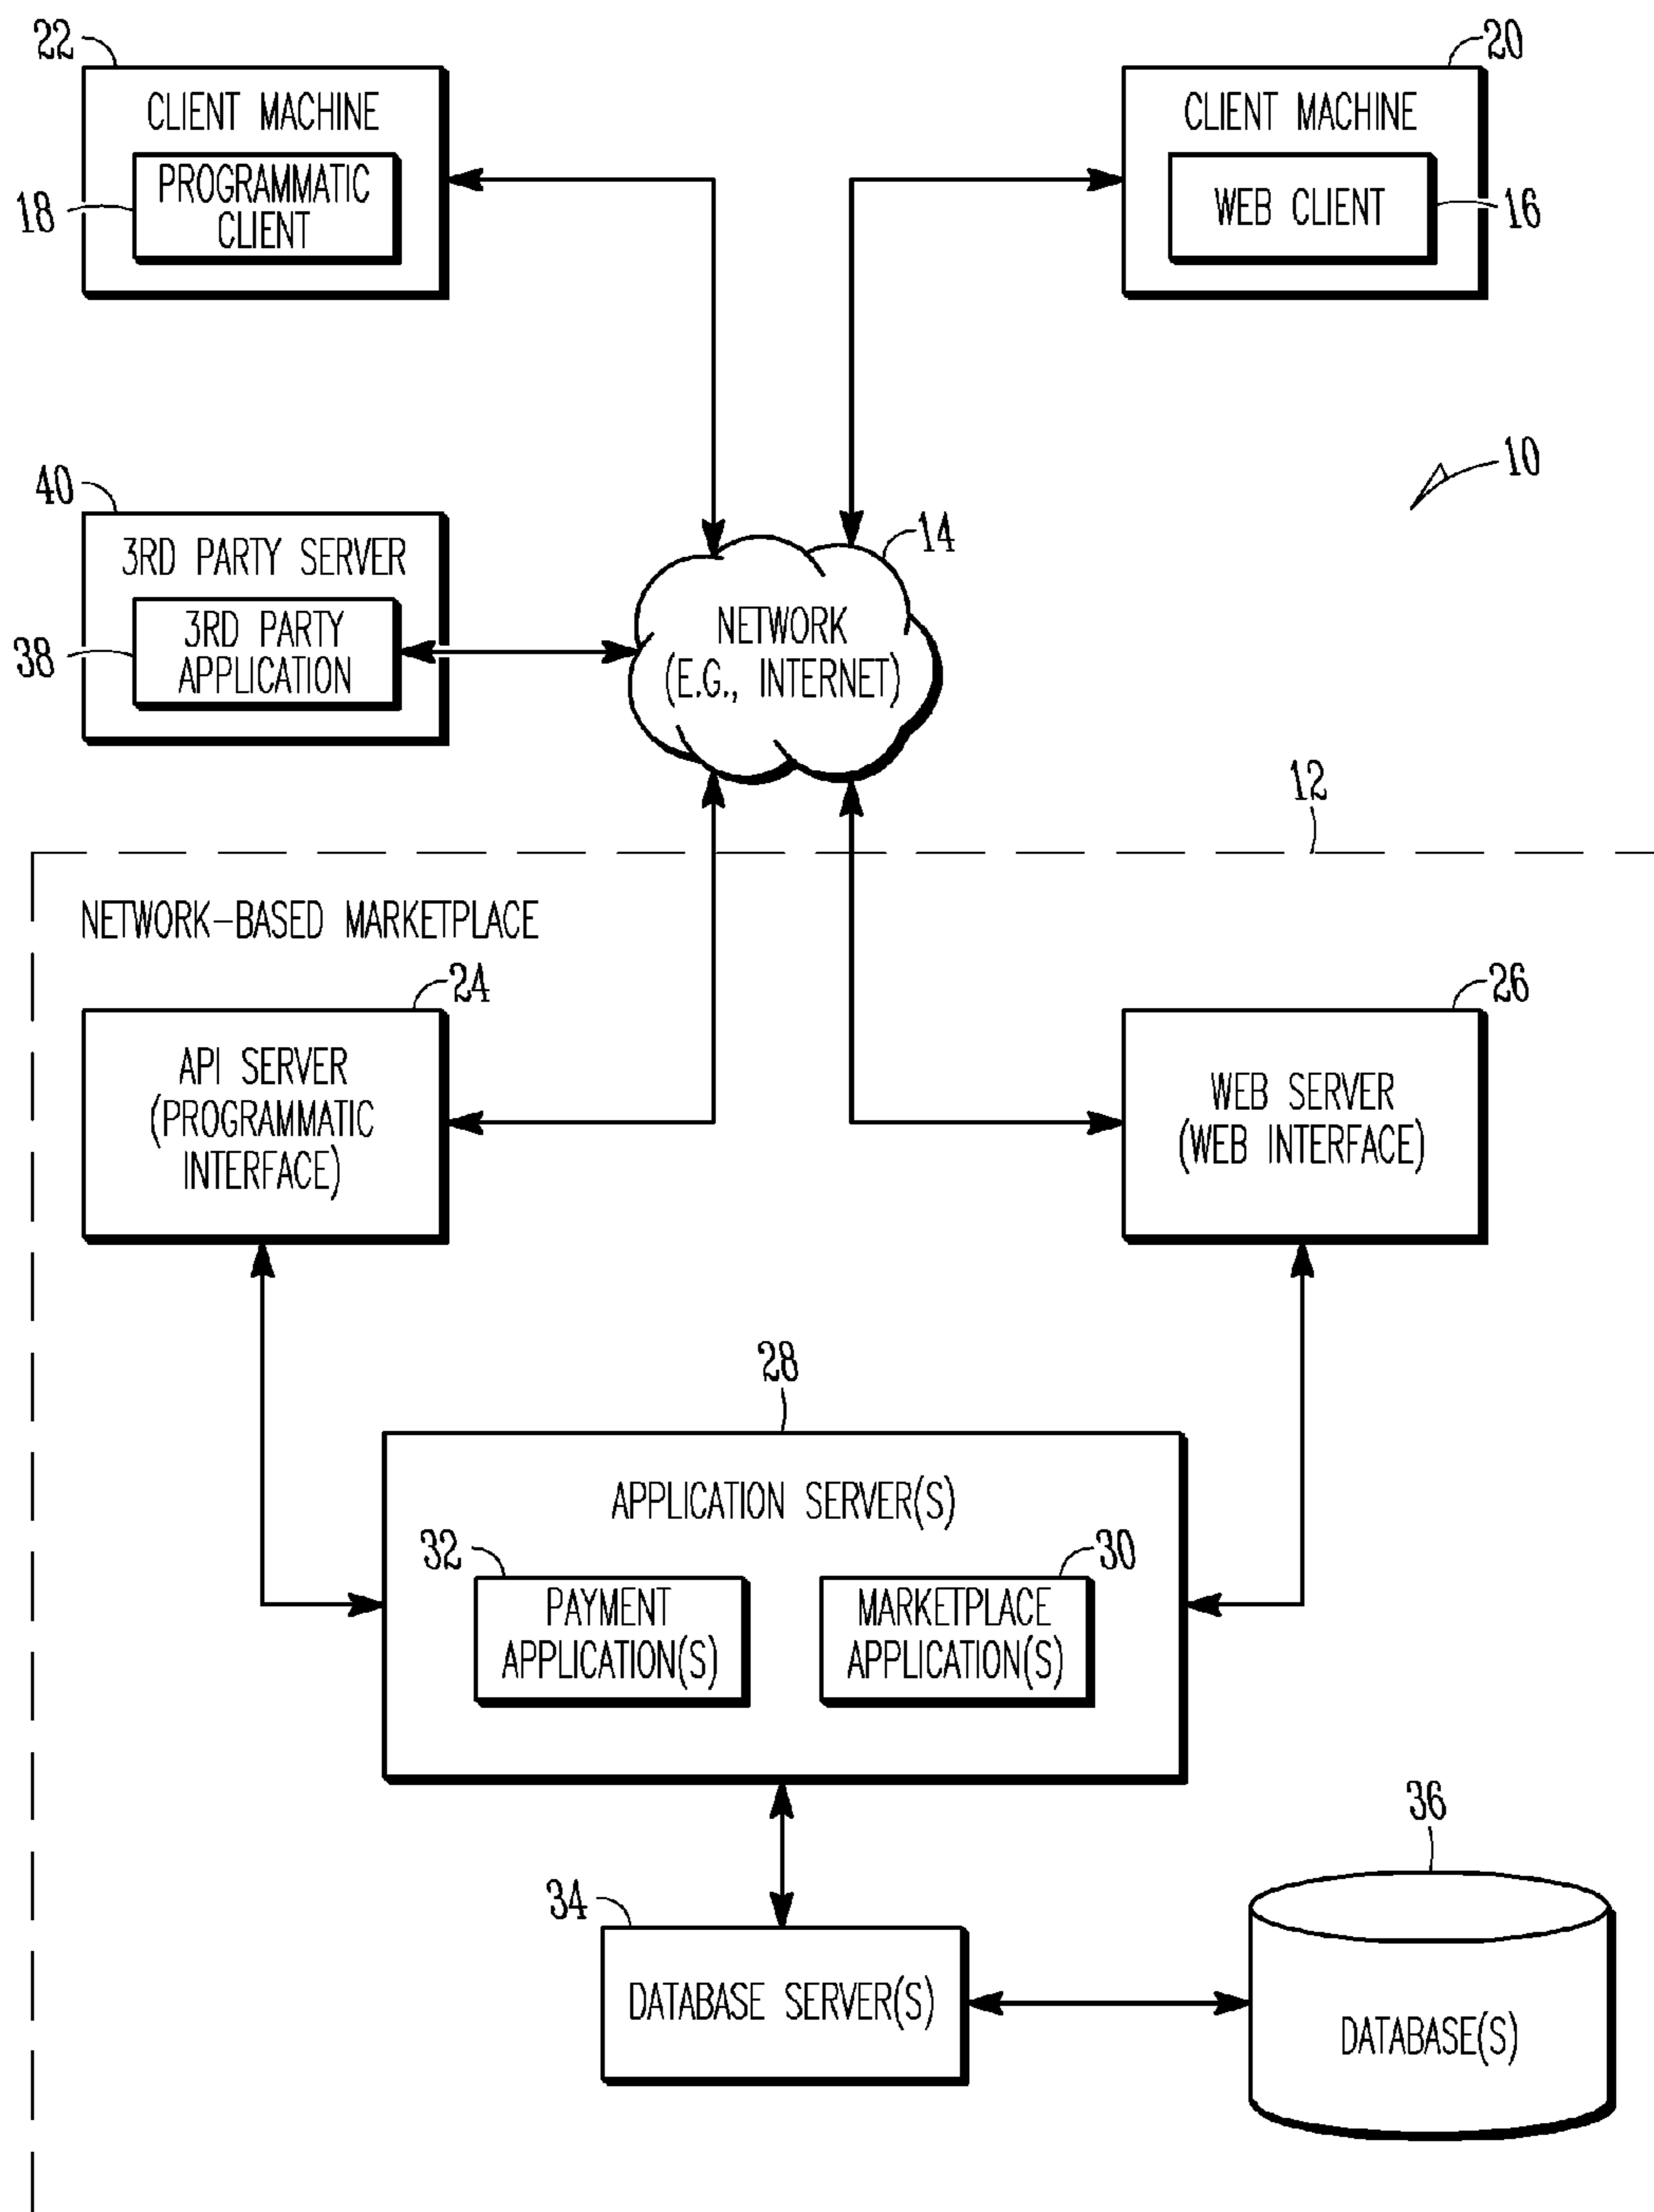 22
CLIENT MACHINE
18
PROGRAMMATIC
CLIENT
20
CLIENT MACHINE
WEB CLIENT
16
10
40
3RD PARTY SERVER
38
3RD PARTY
APPLICATION
14
NETWORK
(E.G., INTERNET)
12
NETWORK-BASED MARKETPLACE
24
API SERVER
(PROGRAMMATIC
INTERFACE)
26
WEB SERVER
(WEB INTERFACE)
28
APPLICATION SERVER(S)
32
PAYMENT
APPLICATION(S)
30
MARKETPLACE
APPLICATION(S)
34
DATABASE SERVER(S)
36
DATABASE(S)